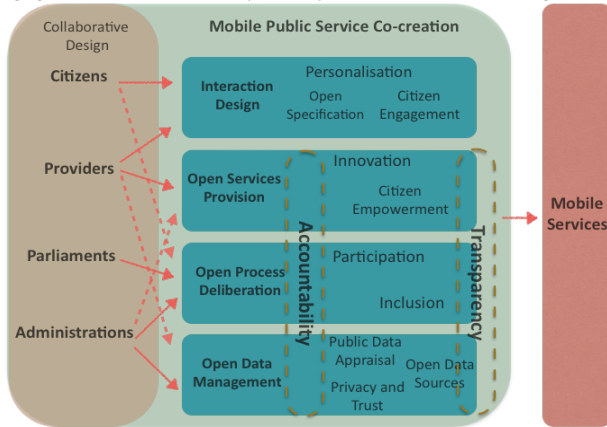 Collaborative
Design
Citizens
Providers
Parliaments
Administrations
Mobile Public Service Co-creation
Interaction
Design
Personalisation
Open
Specification
Citizen
Engagement
Open Services
Provision
Innovation
Citizen
Empowerment
Open Process
Deliberation
Participation
Inclusion
Open Data
Management
Public Data
Appraisal
Privacy and
Trust
Open Data
Sources
Accountability
Transparency
Mobile
Services